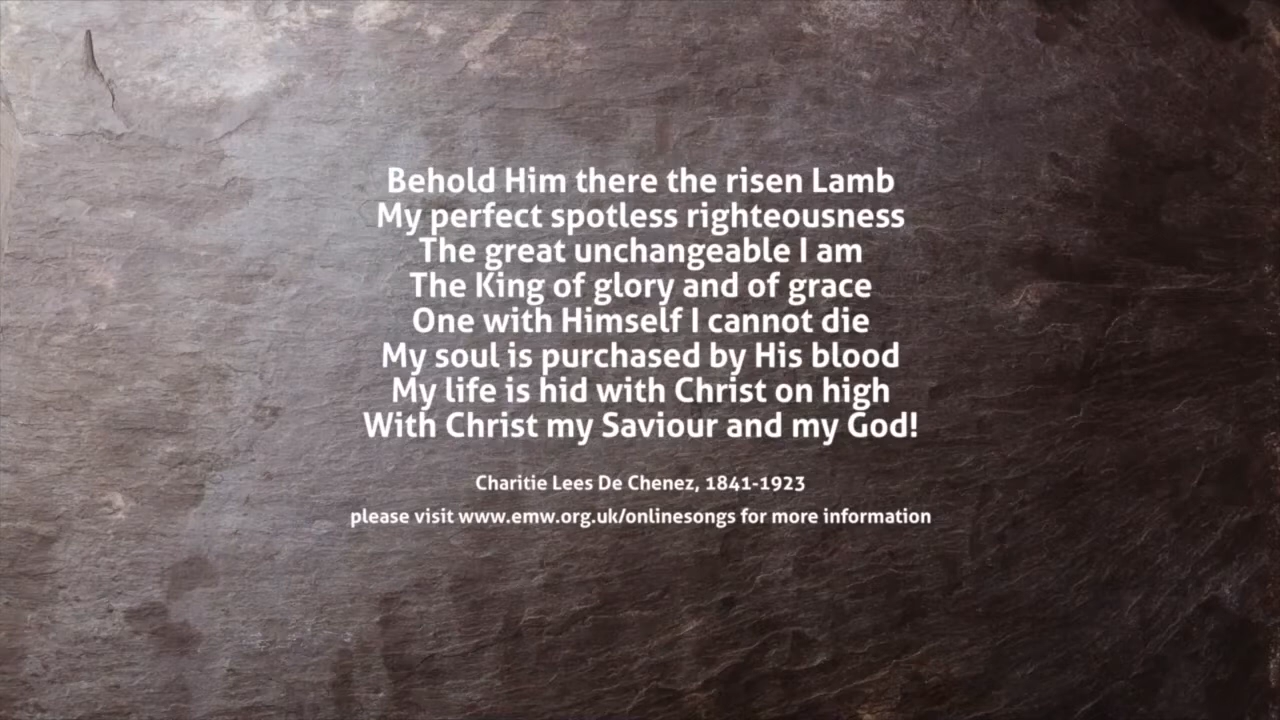 Behold Him there the risen Lamb
My perfect spotless righteousness
The great unchangeable I am
The King of glory and of grace
One with Himself I cannot die
My soul is purchased by His blood
My life is hid with Christ on high
With Christ my Saviour and my God!
Charitie Lees De Chenez, 1841-1923
please visit www.emw.org.uk/onlinesongs for more information